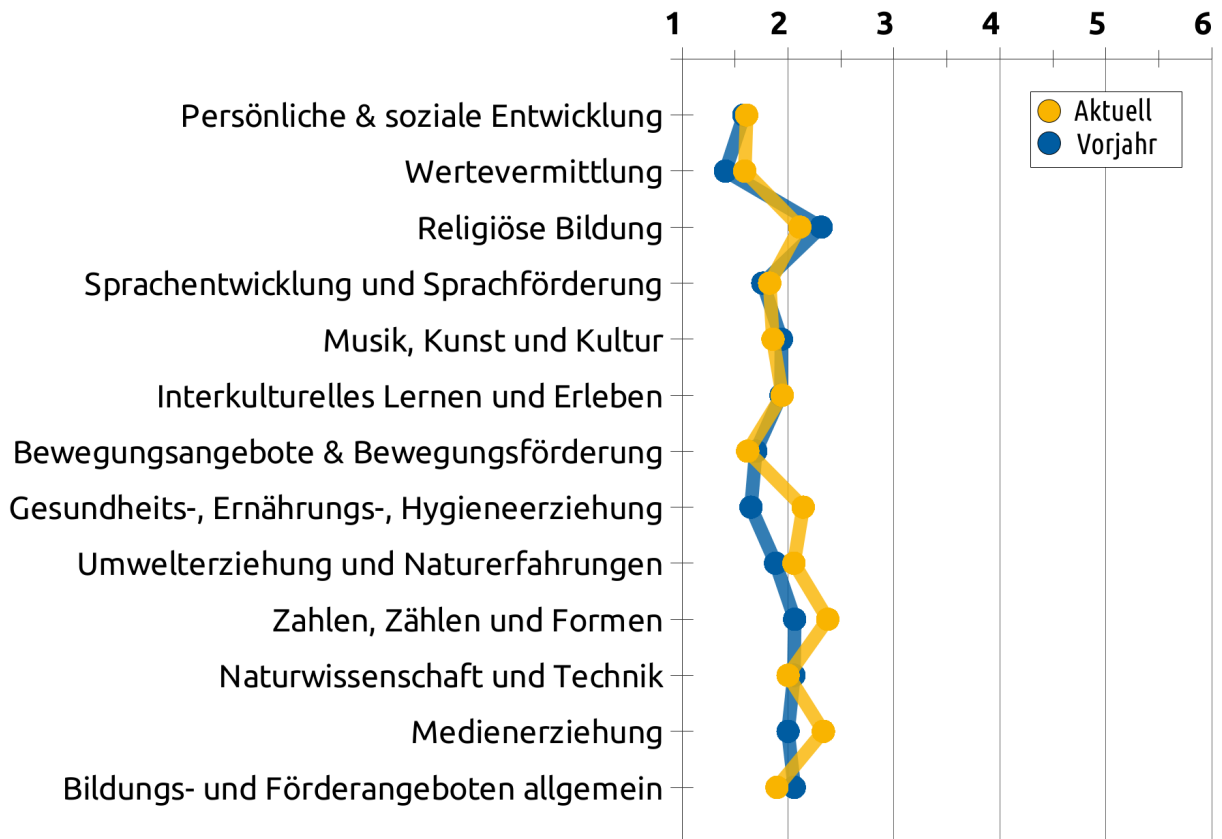 1 2 3 4 5 6
Aktuell
Vorjahr
Persönliche & soziale Entwicklung
Wertevermittlung
Religiöse Bildung
Sprachentwicklung und Sprachförderung
Musik, Kunst und Kultur
Interkulturelles Lernen und Erleben
Bewegungsangebote & Bewegungsförderung
Gesundheits-, Ernährungs-, Hygieneerziehung
Umwelterziehung und Naturerfahrungen
Zahlen, Zählen und Formen
Naturwissenschaft und Technik
Medienerziehung
Bildungs- und Förderangeboten allgemein